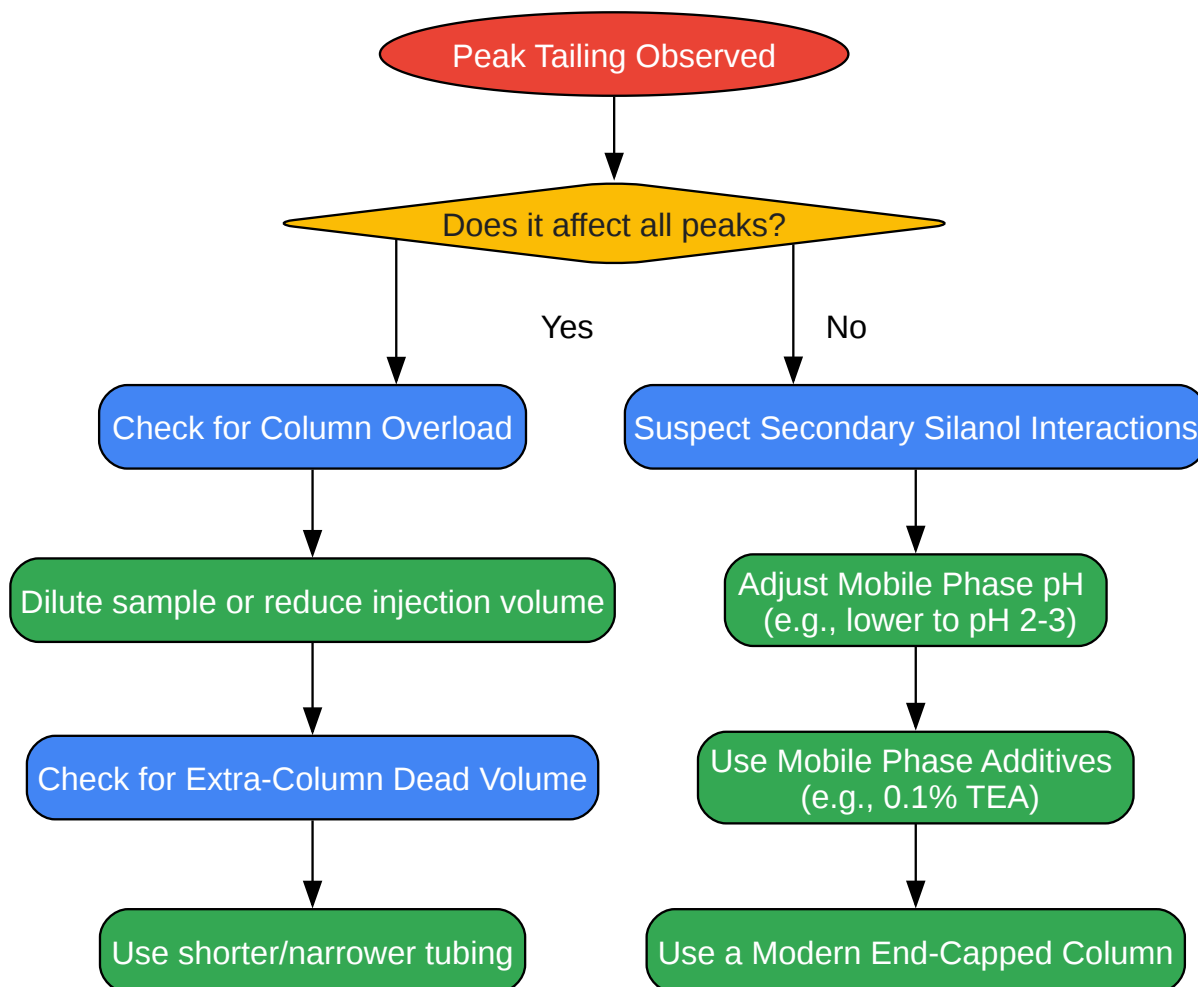 Peak Tailing Observed
Does it affect all peaks?
Yes
No
Check for Column Overload
Suspect Secondary Silanol Interactions
Dilute sample or reduce injection volume
Adjust Mobile Phase pH
(e.g., lower to pH 2-3)
Check for Extra-Column Dead Volume
Use Mobile Phase Additives
(e.g., 0.1% TEA)
Use shorter/narrower tubing
Use a Modern End-Capped Column